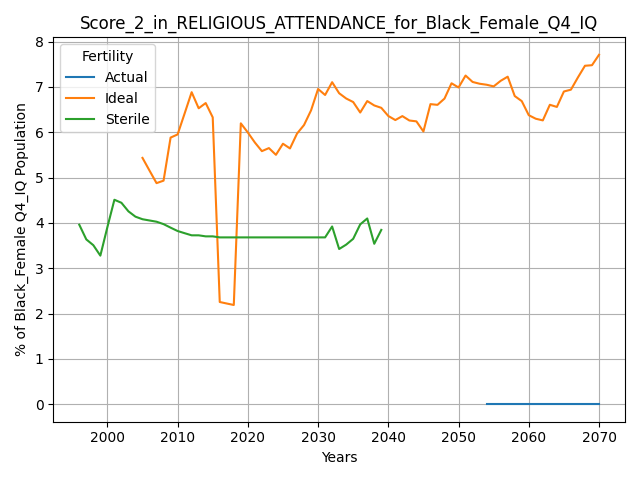 Score_2_in_RELIGIOUS_ATTENDANCE_for_Black_Female_Q4_IQ
Fertility
Actual
Ideal
Sterile
% of Black_Female Q4_IQ Population
8
7
6
5
4
3
2
1
0
2000 2010 2020 2030 2040 2050 2060 2070
Years